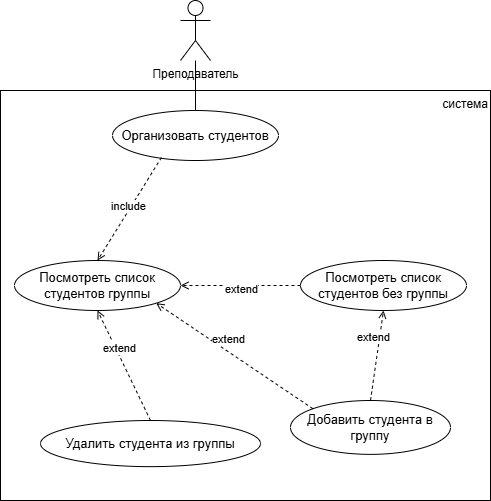 Преподаватель
система
Организовать студентов
include
Посмотреть список
студентов группы
extend
Посмотреть список
студентов без группы
extend
extend
extend
Удалить студента из группы
Добавить студента в
группу